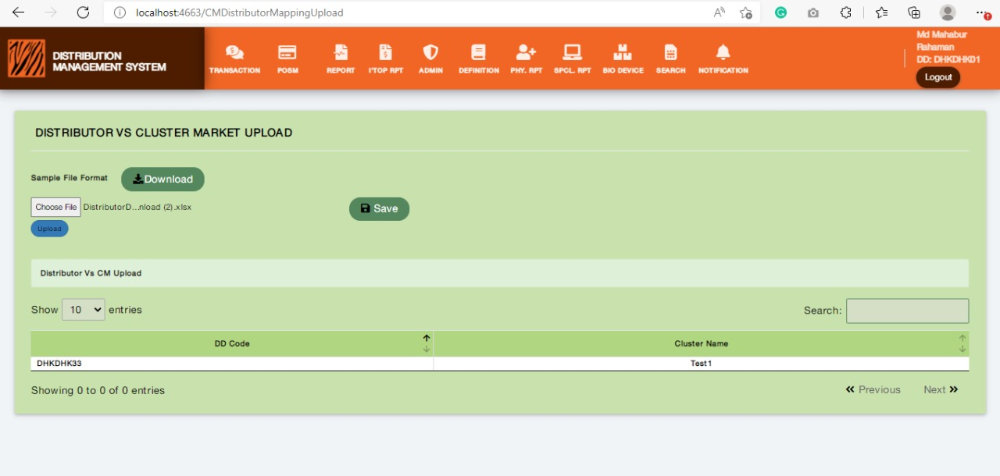 localhost:4663/CMDistributorMappingUpload
DISTRIBUTION
MANAGEMENT SYSTEM
TRANSACTION
POSM
REPORT
I'TOP RPT
ADMIN
DEFINITION
PHY. RPT
SPCL. RPT
BIO DEVICE
SEARCH
NOTIFICATION
Md Mahabur
Rahaman
DD: DHKDHK01
Logout
DISTRIBUTOR VS CLUSTER MARKET UPLOAD
Sample File Format
Download
Choose File DistributorD...nload (2).xlsx
Save
Upload
Distributor Vs CM Upload
Show 10 entries
Search:
DD Code
Cluster Name
DHKDHK33
Test1
Showing 0 to 0 of 0 entries
Previous
Next